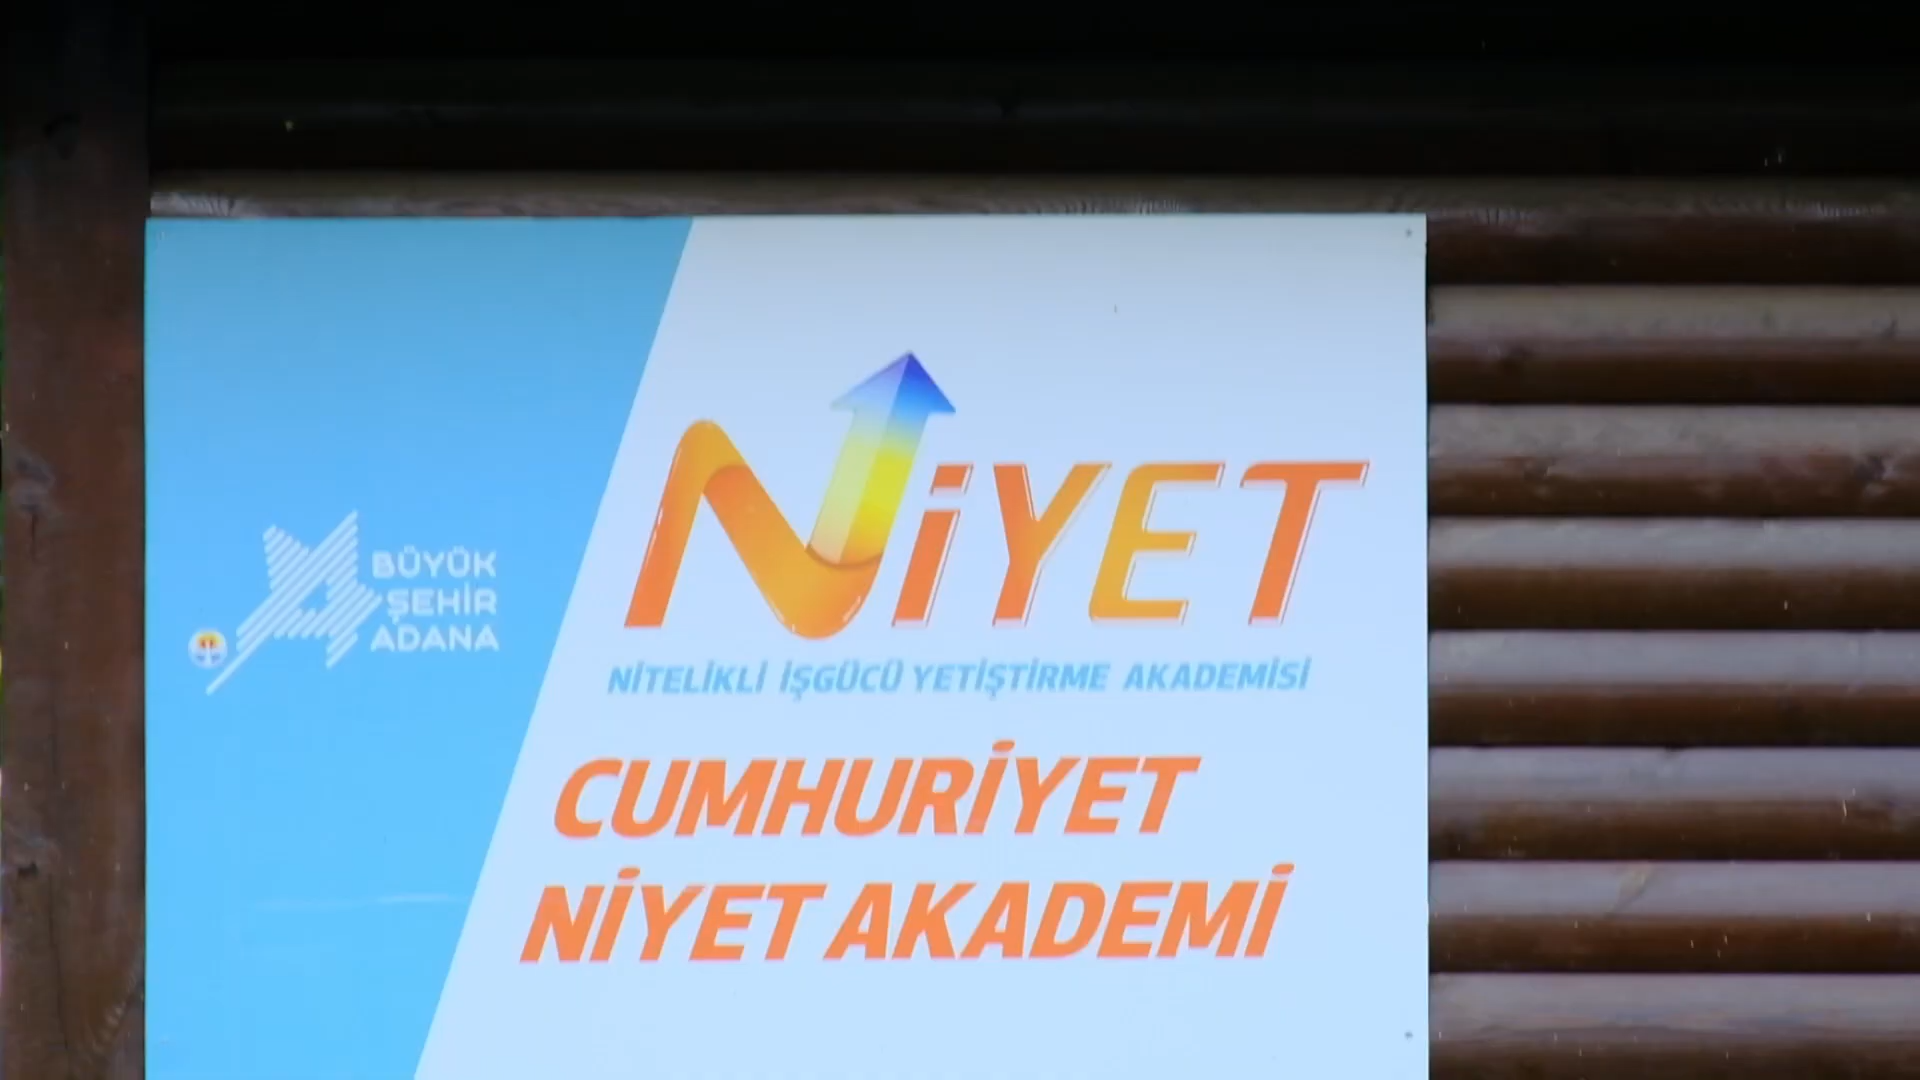 BÜYÜK
ŞEHİR
ADANA
NİYET
NİTELİKLİ İŞGÜCÜ YETİŞTİRME AKADEMİSİ
CUMHURİYET
NİYET AKADEMİ